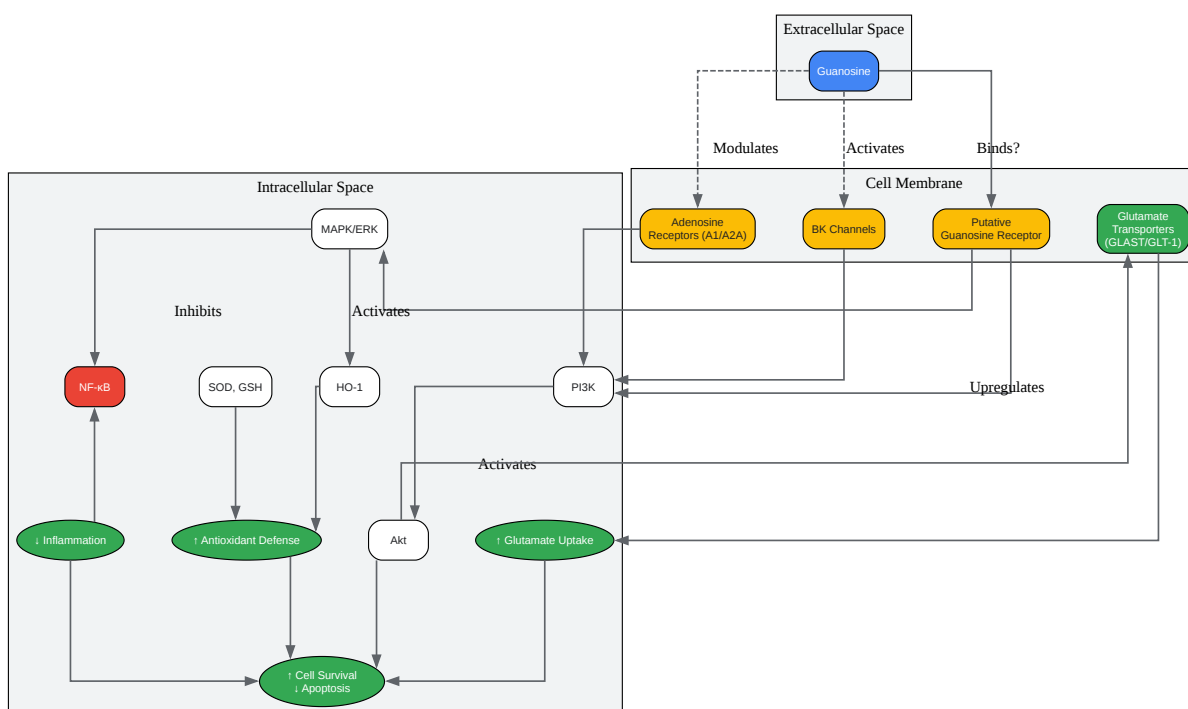 Extracellular Space
Guanosine
Modulates
Activates
Binds?
Cell Membrane
Intracellular Space
Adenosine
Receptors (A1/A2A)
BK Channels
Putative
Guanosine Receptor
Glutamate
Transporters
(GLAST/GLT-1)
MAPK/ERK
Inhibits
Activates
NF-κB
SOD, GSH
HO-1
PI3K
Upregulates
Activates
↓ Inflammation
↑ Antioxidant Defense
Akt
↑ Glutamate Uptake
↑ Cell Survival
↓ Apoptosis